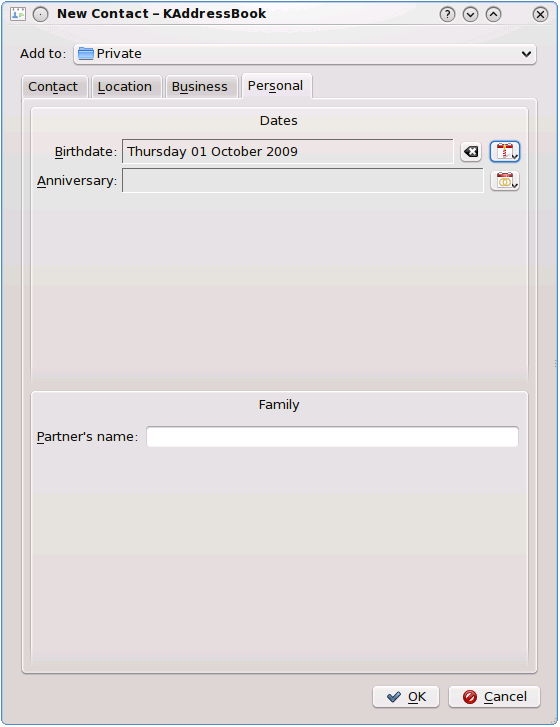 New Contact – KAddressBook
Add to: Private
Contact Location Business Personal
Dates
Birthdate: Thursday 01 October 2009
Anniversary:
Family
Partner's name:
OK Cancel